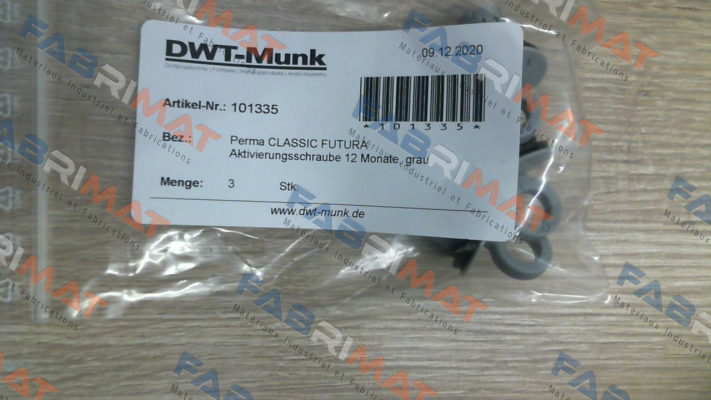 DWT-Munk
09.12.2020
Artikel-Nr.: 101335
*101335*
Bez.: Perma CLASSIC FUTURA
Aktivierungsschraube 12 Monate, grau
Menge: 3 Stk
www.dwt-munk.de
FABRIMAT
Materiaux Industriel et Fabrications